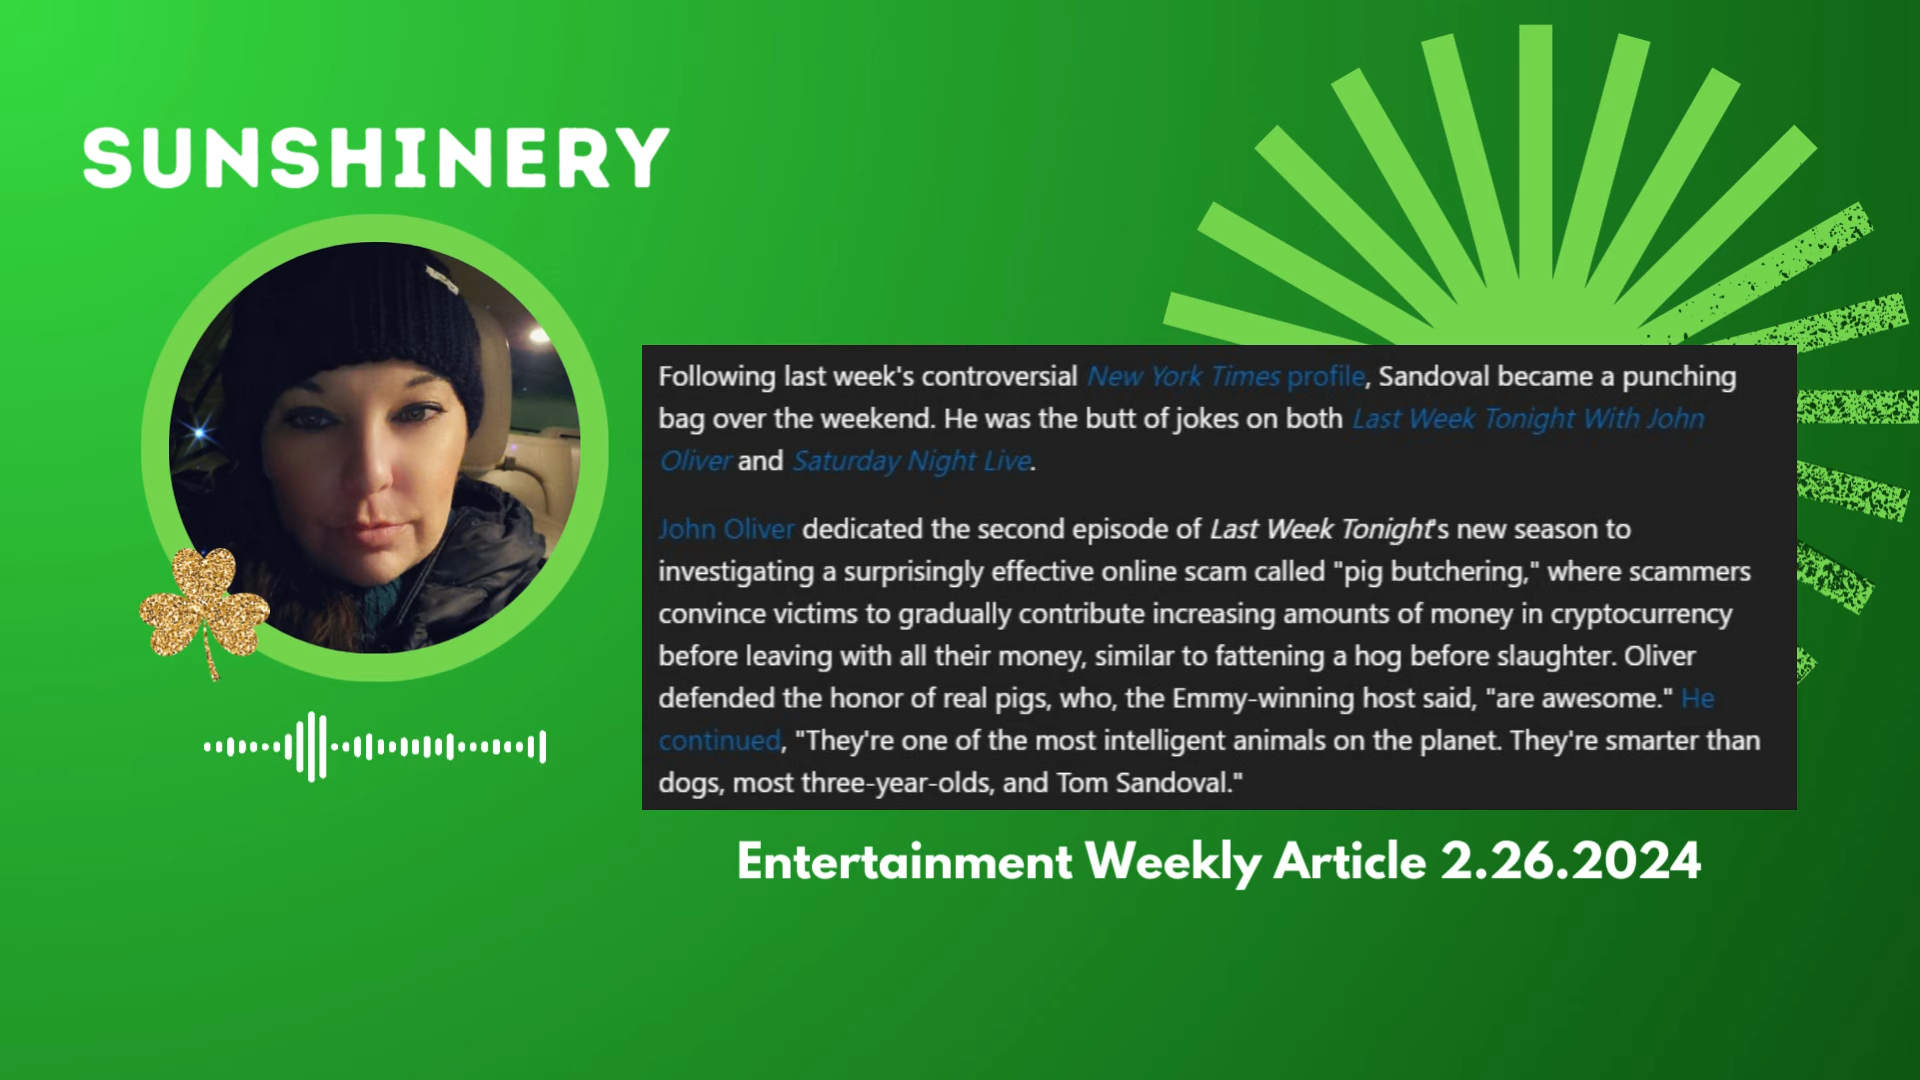 SUNSHINERY
Following last week's controversial New York Times profile, Sandoval became a punching
bag over the weekend. He was the butt of jokes on both Last Week Tonight With John
Oliver and Saturday Night Live.
John Oliver dedicated the second episode of Last Week Tonight's new season to
investigating a surprisingly effective online scam called "pig butchering," where scammers
convince victims to gradually contribute increasing amounts of money in cryptocurrency
before leaving with all their money, similar to fattening a hog before slaughter. Oliver
defended the honor of real pigs, who, the Emmy-winning host said, "are awesome." He
continued, "They're one of the most intelligent animals on the planet. They're smarter than
dogs, most three-year-olds, and Tom Sandoval."
Entertainment Weekly Article 2.26.2024